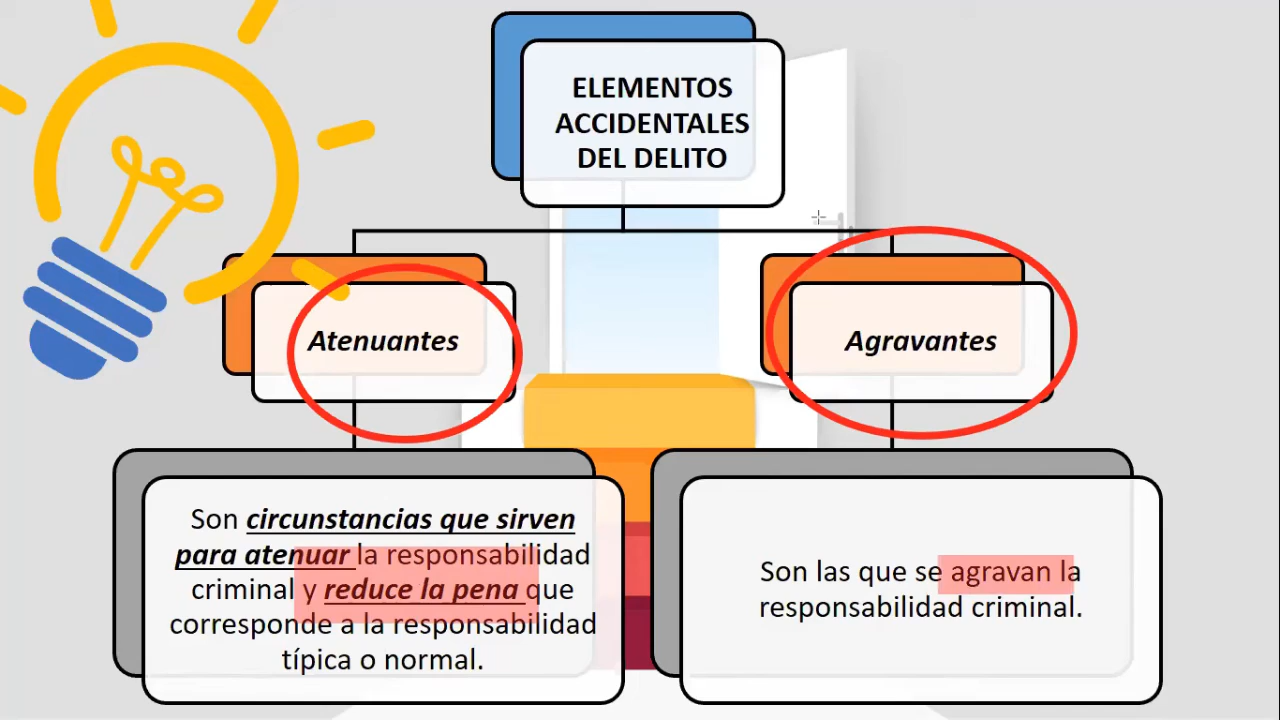 ELEMENTOS
ACCIDENTALES
DEL DELITO
Atenuantes
Agravantes
Son circunstancias que sirven
para atenuar la responsabilidad
criminal y reduce la pena que
corresponde a la responsabilidad
típica o normal.
Son las que se agravan la
responsabilidad criminal.